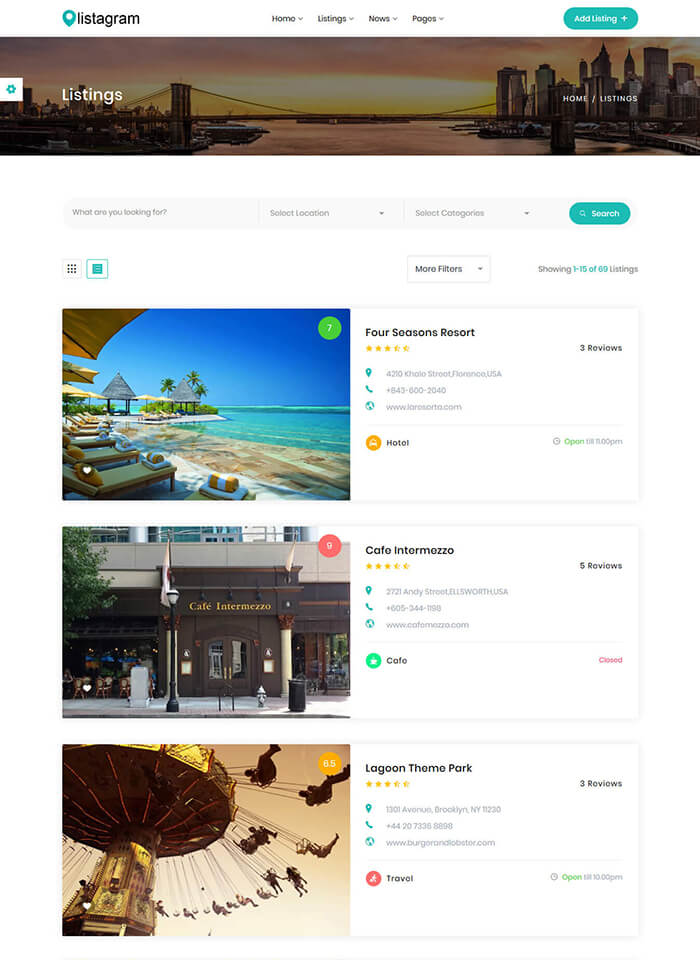 listagram
Home Listings News Pages
Add Listing +
Listings
HOME / LISTINGS
What are you looking for? Select Location Select Categories Search
More Filters Showing 1-15 of 69 Listings
7
Four Seasons Resort
3 Reviews
4210 Khale Street,Florence,USA
+843-600-2040
www.laresorta.com
Hotel Open till 11.00pm
9
Café Intermezzo
Cafe Intermezzo
5 Reviews
2721 Andy Street,ELLSWORTH,USA
+605-344-1198
www.cafemezzo.com
Cafe Closed
6.5
Lagoon Theme Park
3 Reviews
1301 Avenue, Brooklyn, NY 11230
+44 20 7336 8898
www.burgerandlobster.com
Travel Open till 10.00pm